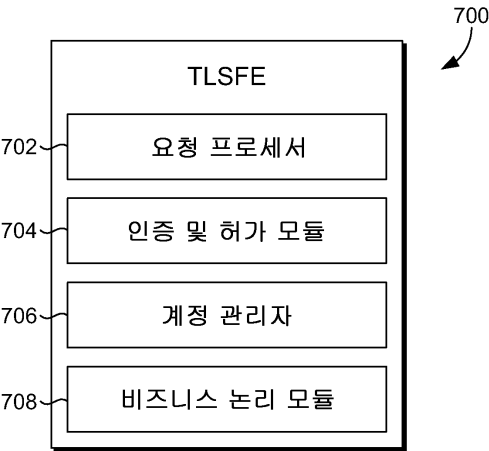 700
TLSFE
702 요청 프로세서
704 인증 및 허가 모듈
706 계정 관리자
708 비즈니스 논리 모듈